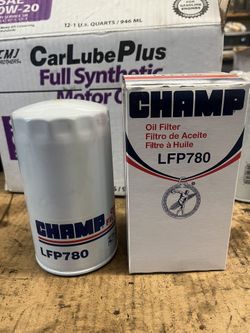 12-1 U.S. QUARTS / 946 ML
0W-20
CarLubePlus
Full Synthetic
Motor
CHAMP
Oil Filter
Filtro de Aceite
Filtre à Huile
LFP780
CHAMP
LFP780